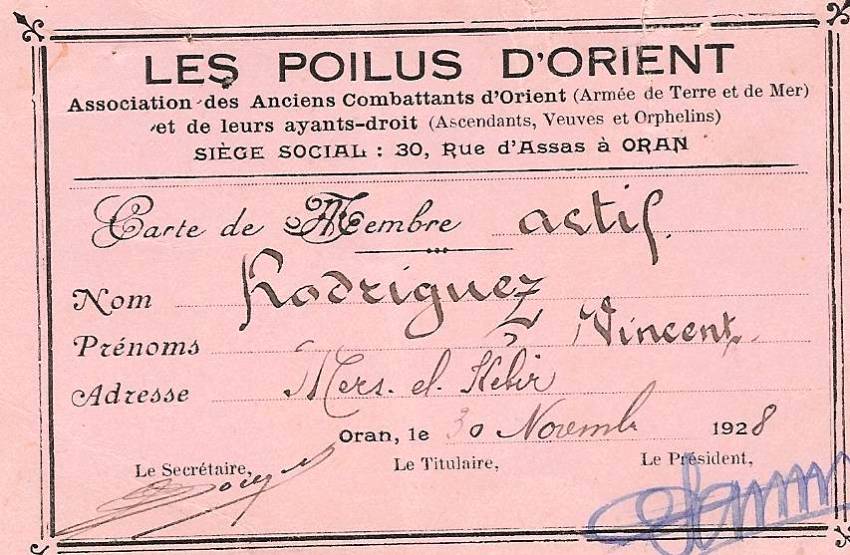 LES POILUS D'ORIENT
Association des Anciens Combattants d'Orient (Armée de Terre et de Mer)
et de leurs ayants-droit (Ascendants, Veuves et Orphelins)
SIÈGE SOCIAL : 30, Rue d'Assas à ORAN
Carte de Membre actif.
Nom Rodriguez
Prénoms Vincent
Adresse Mers. el. Kebir
Oran, le 30 Novemb 1928
Le Secrétaire, Le Titulaire, Le Président,